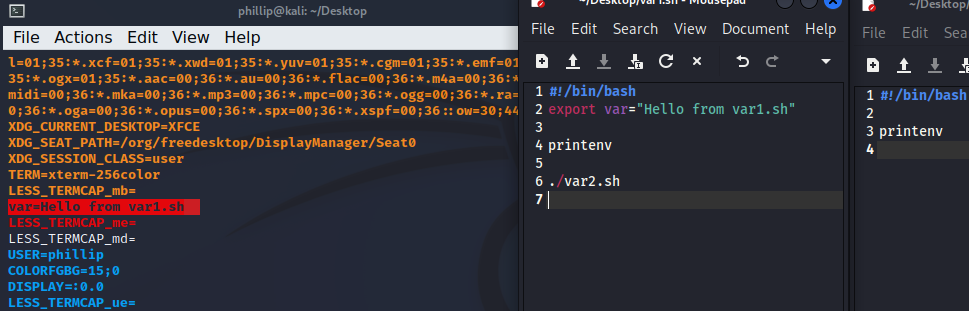 phillip@kali: ~/Desktop
File Actions Edit View Help
l=01;35:*.xcf=01;35:*.xwd=01;35:*.yuv=01;35:*.cgm=01;35:*.emf=01
35:*.ogx=01;35:*.aac=00;36:*.au=00;36:*.flac=00;36:*.m4a=00;36:*
midi=00;36:*.mka=00;36:*.mp3=00;36:*.mpc=00;36:*.ogg=00;36:*.ra=
0;36:*.oga=00;36:*.opus=00;36:*.spx=00;36:*.xspf=00;36::ow=30;44
XDG_CURRENT_DESKTOP=XFCE
XDG_SEAT_PATH=/org/freedesktop/DisplayManager/Seat0
XDG_SESSION_CLASS=user
TERM=xterm-256color
LESS_TERMCAP_mb=
var=Hello from var1.sh
LESS_TERMCAP_me=
LESS_TERMCAP_md=
USER=phillip
COLORFGBG=15;0
DISPLAY=:0.0
LESS_TERMCAP_ue=
~/Desktop/var1.sh - Mousepad
File Edit Search View Document Help
1 #!/bin/bash
2 export var="Hello from var1.sh"
3
4 printenv
5
6 ./var2.sh
7
~/Desktop/
File Edit
1 #!/bin/bash
2
3 printenv
4